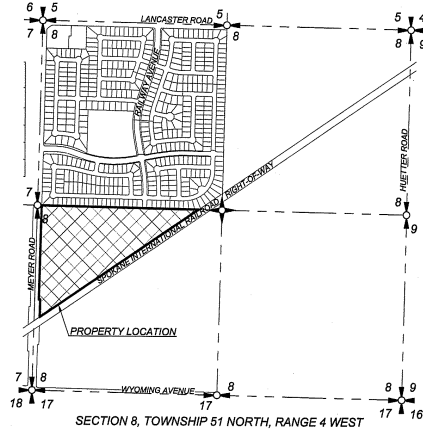 6 5
7 8
LANCASTER ROAD
5
8
5 4
8 9
RAILWAY AVENUE
HUETTER ROAD
7
8
RIGHT-OF-WAY
SPOKANE INTERNATIONAL RAILROAD
8
9
MEYER ROAD
PROPERTY LOCATION
7 8
18 17
WYOMING AVENUE
8
17
8 9
17 16
SECTION 8, TOWNSHIP 51 NORTH, RANGE 4 WEST